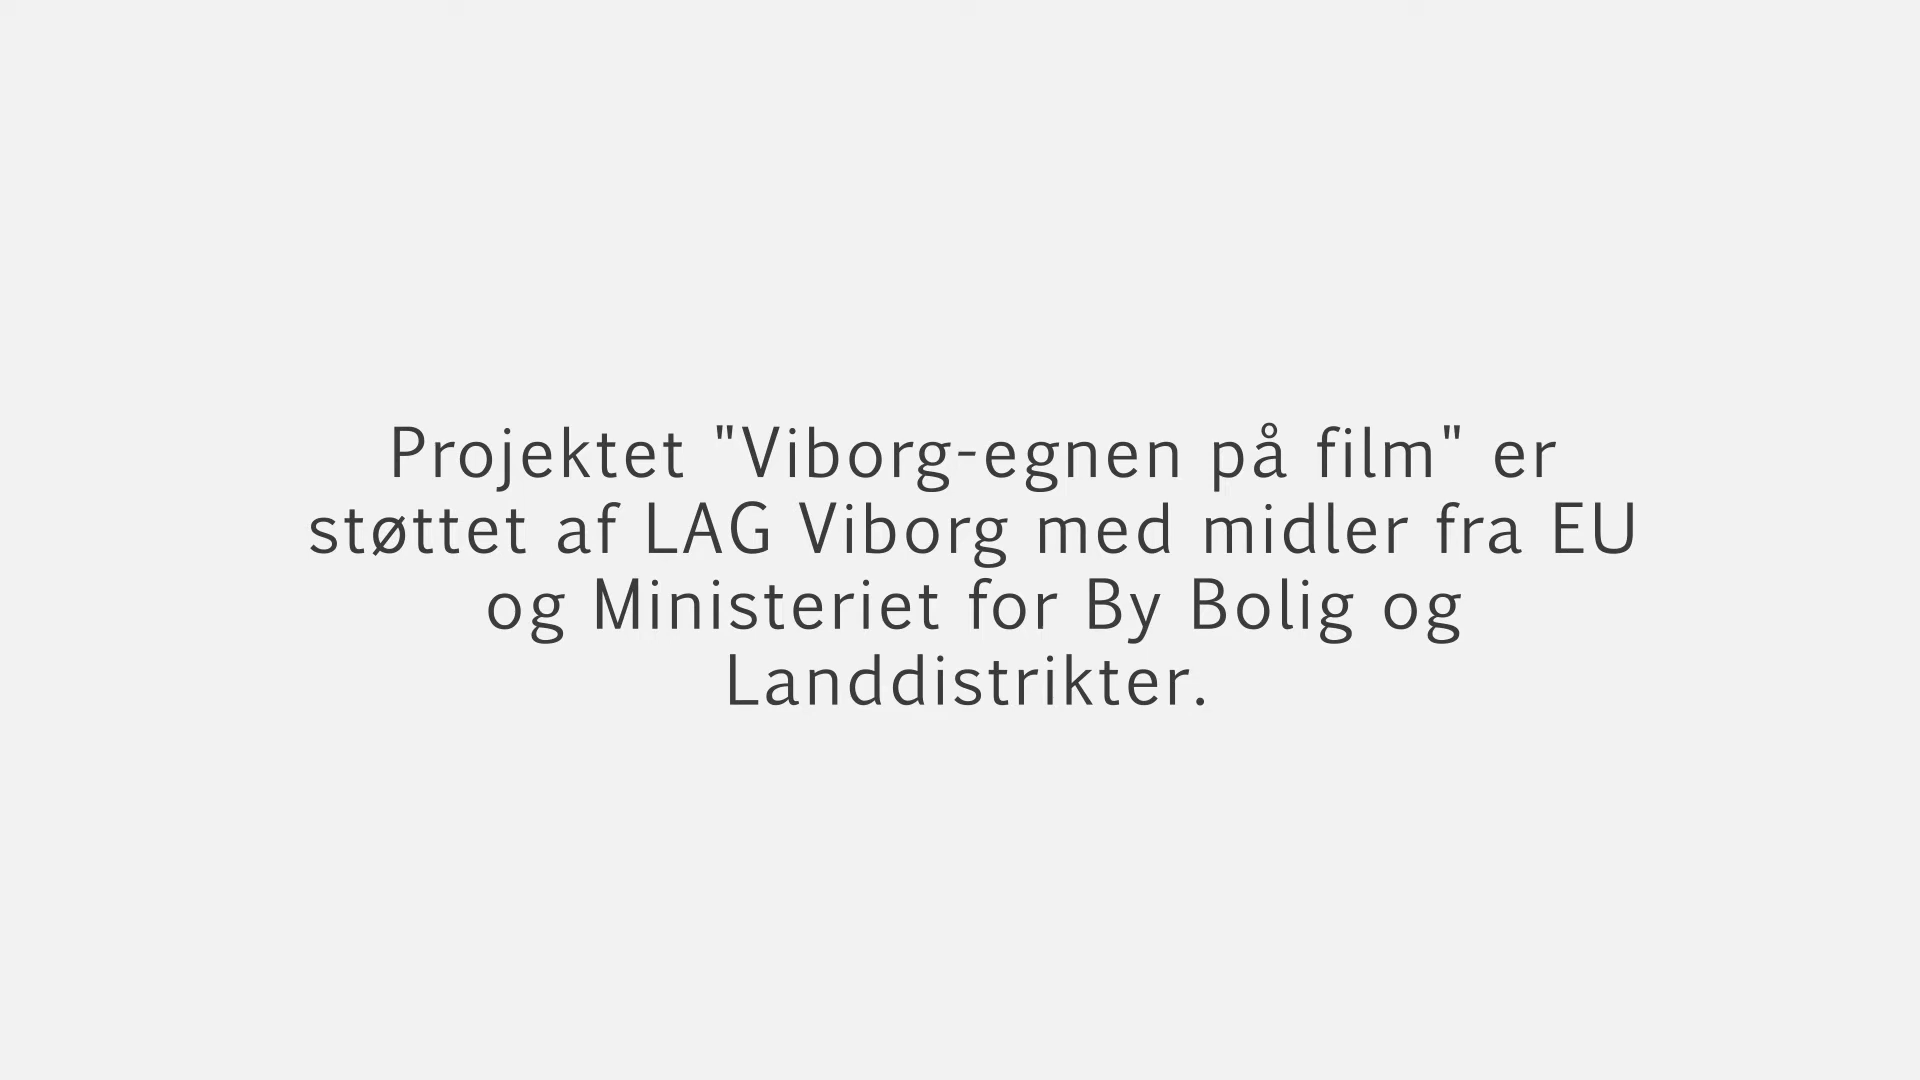 Projektet "Viborg-egnen på film" er
støttet af LAG Viborg med midler fra EU
og Ministeriet for By Bolig og
Landdistrikter.